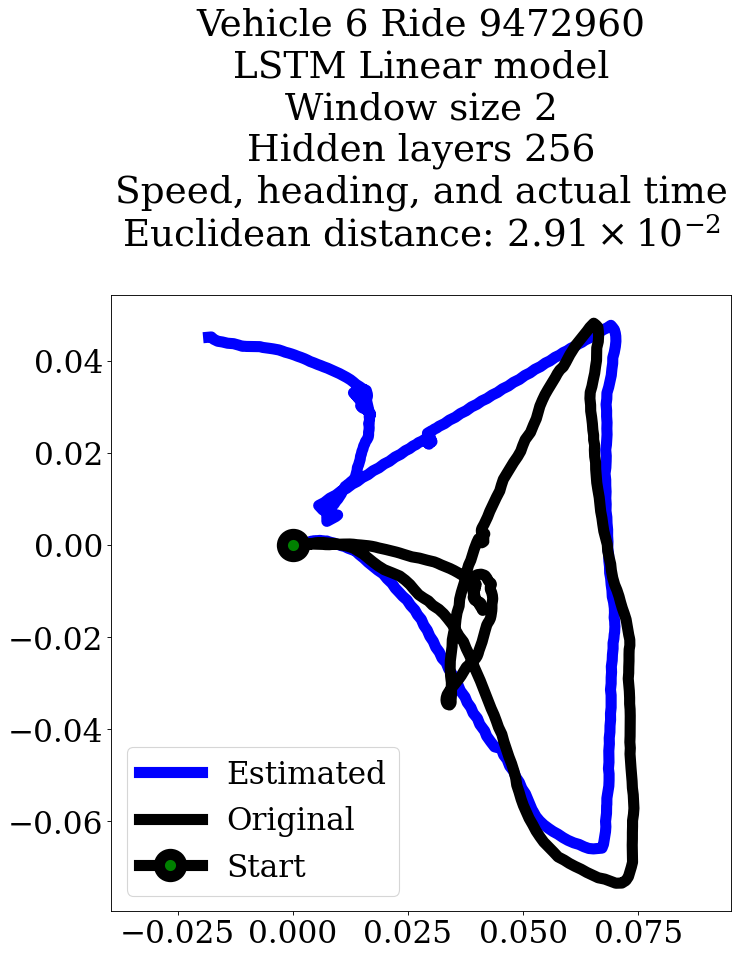 Vehicle 6 Ride 9472960
LSTM Linear model
Window size 2
Hidden layers 256
Speed, heading, and actual time
Euclidean distance: 2.91 × 10⁻²
0.04
0.02
0.00
−0.02
−0.04
−0.06
Estimated
Original
Start
−0.025 0.000 0.025 0.050 0.075